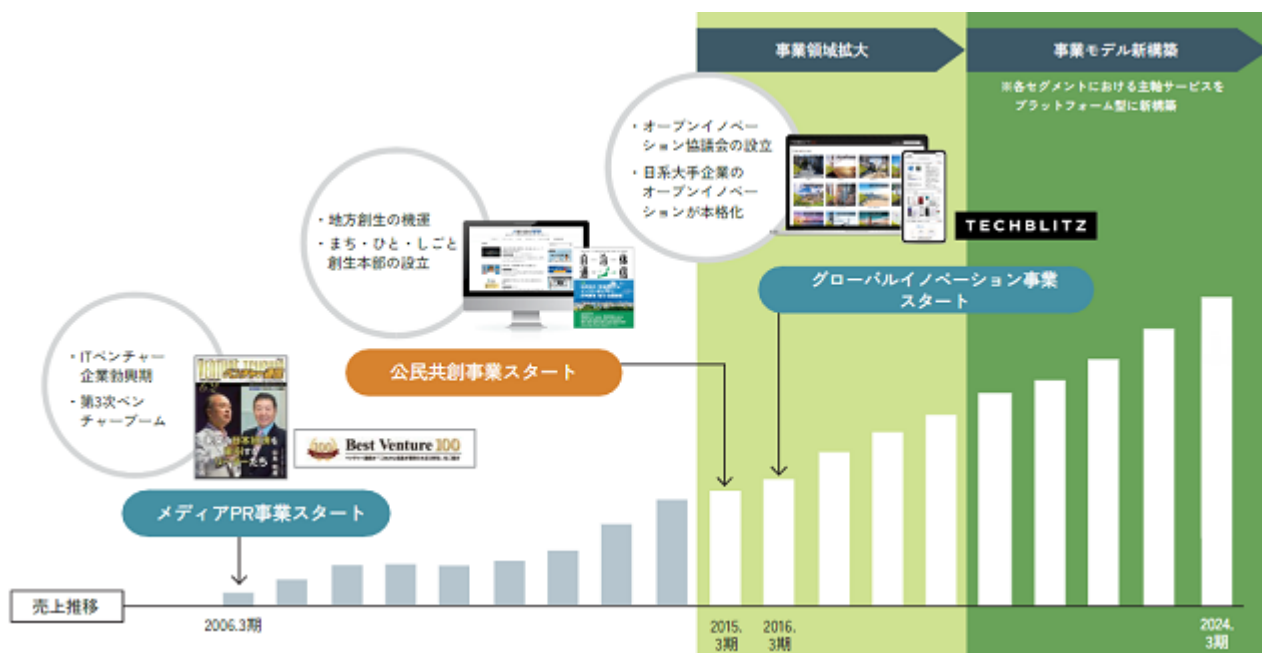 事業領域拡大
事業モデル新構築
※各セグメントにおける主軸サービスを
プラットフォーム型に新構築
・オープンイノベー
ション協議会の設立
・日系大手企業の
オープンイノベー
ションが本格化
TECHBLITZ
グローバルイノベーション事業
スタート
・地方創生の機運
・まち・ひと・しごと
創生本部の設立
自治体通信
公民共創事業スタート
・ITベンチャー
企業勃興期
・第3次ベン
チャーブーム
100
Best Venture 100
メディアPR事業スタート
売上推移
2006.3期
2015.
3期
2016.
3期
2024.
3期